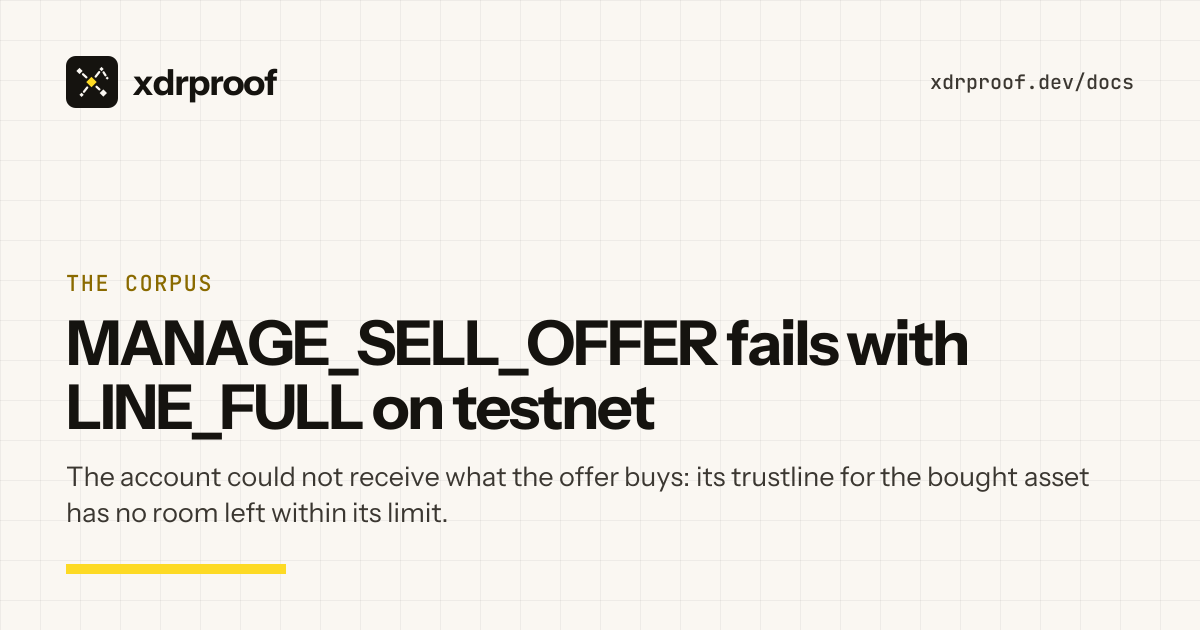 xdrproof
xdrproof.dev/docs
THE CORPUS
MANAGE_SELL_OFFER fails with
LINE_FULL on testnet
The account could not receive what the offer buys: its trustline for the bought asset
has no room left within its limit.